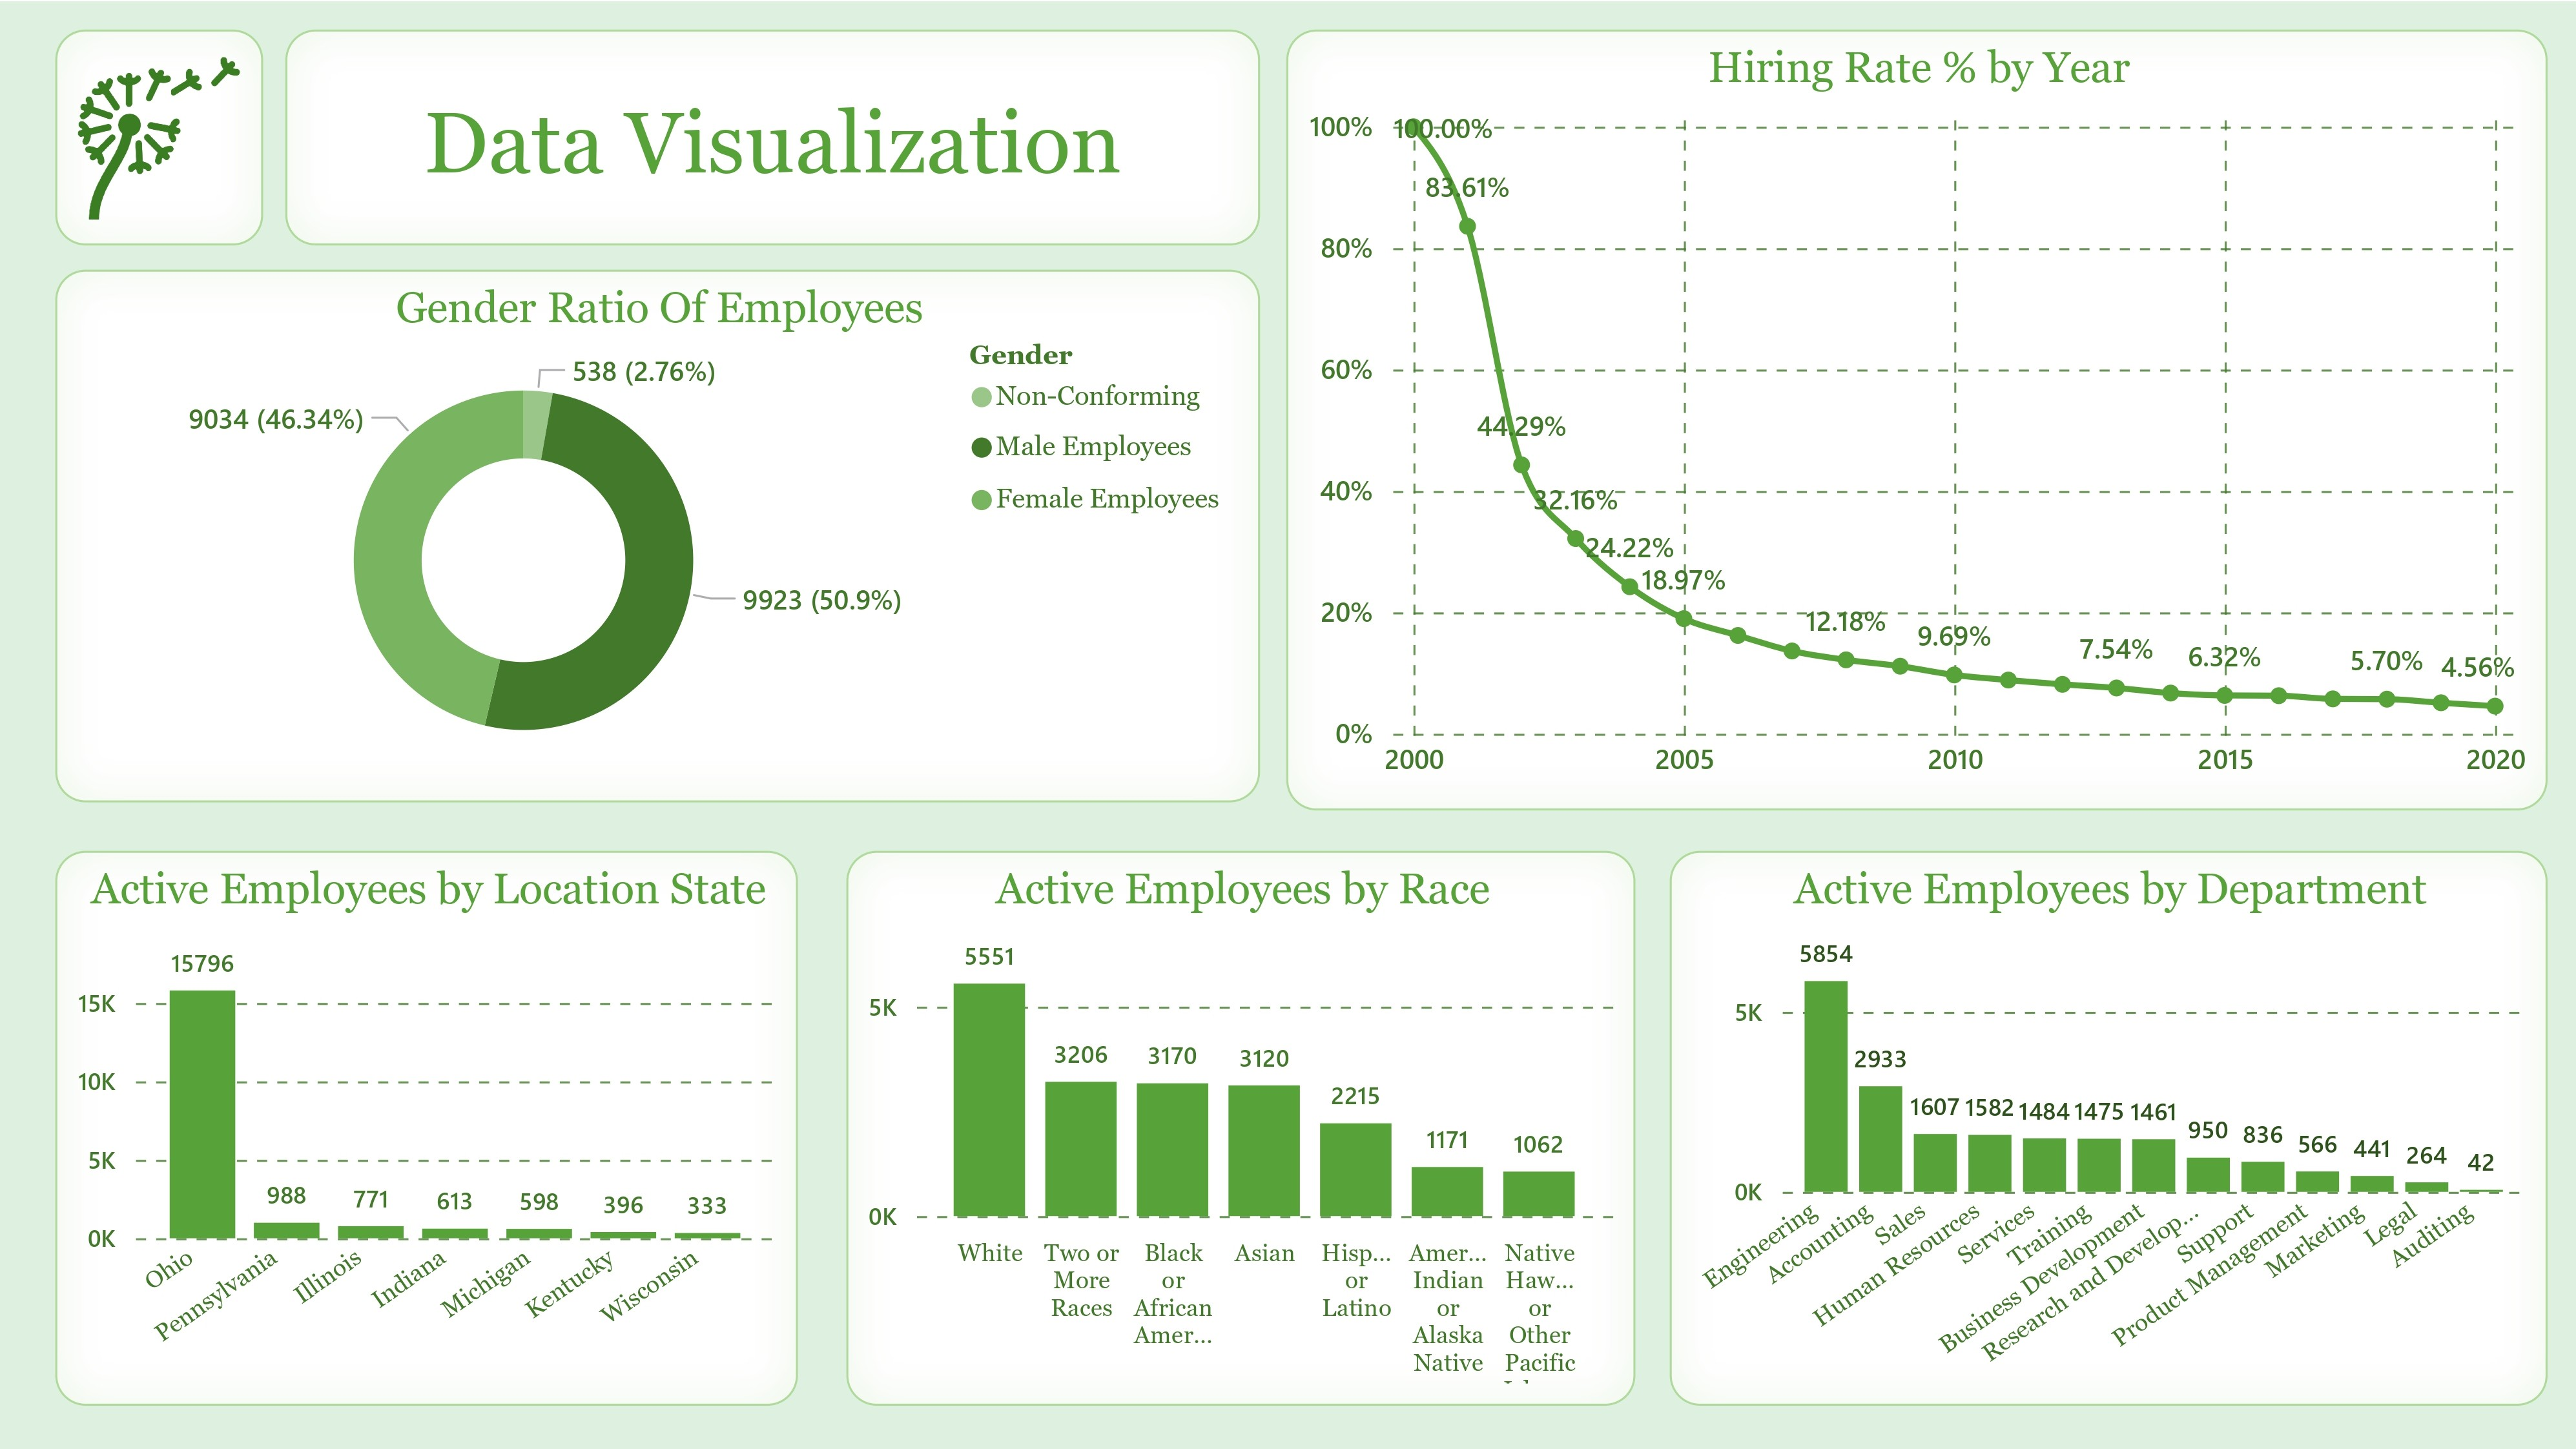 Data Visualization
Gender Ratio Of Employees
538 (2.76%)
9034 (46.34%)
9923 (50.9%)
Gender
Non-Conforming
Male Employees
Female Employees
Hiring Rate % by Year
100%
80%
60%
40%
20%
0%
100.00%
83.61%
44.29%
32.16%
24.22%
18.97%
12.18%
9.69%
7.54%
6.32%
5.70%
4.56%
2000 2005 2010 2015 2020
Active Employees by Location State
15K
10K
5K
0K
15796
988 771 613 598 396 333
Ohio
Pennsylvania
Illinois
Indiana
Michigan
Kentucky
Wisconsin
Active Employees by Race
5K
0K
5551
3206
3170
3120
2215
1171
1062
White
Two or
More
Races
Black
or
African
Amer...
Asian
Hisp...
or
Latino
Amer...
Indian
or
Alaska
Native
Native
Haw...
or
Other
Pacific
Active Employees by Department
5K
0K
5854
2933
1607 1582 1484 1475 1461
950
836
566
441
264
42
Engineering
Accounting
Sales
Human Resources
Services
Training
Business Development
Research and Develop...
Support
Product Management
Marketing
Legal
Auditing